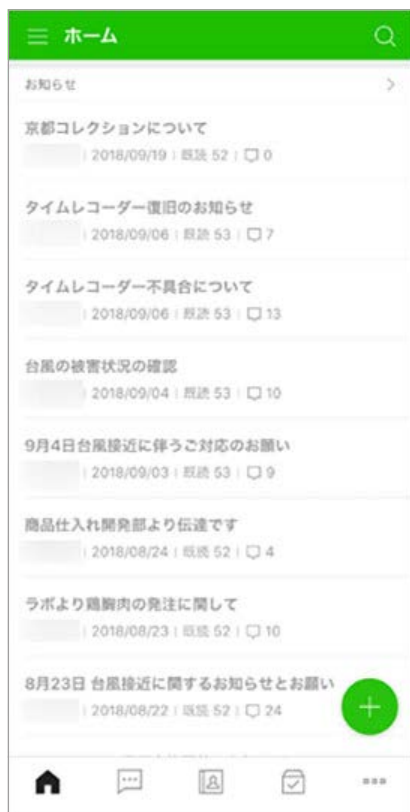 ホーム
お知らせ
京都コレクションについて
2018/09/19 | 既読 52 | 0
タイムレコーダー復旧のお知らせ
2018/09/06 | 既読 53 | 7
タイムレコーダー不具合について
2018/09/06 | 既読 53 | 13
台風の被害状況の確認
2018/09/04 | 既読 53 | 10
9月4日台風接近に伴うご対応のお願い
2018/09/03 | 既読 53 | 9
商品仕入れ開発部より伝達です
2018/08/24 | 既読 52 | 4
ラボより鶏胸肉の発注に関して
2018/08/23 | 既読 52 | 10
8月23日 台風接近に関するお知らせとお願い
2018/08/22 | 既読 52 | 24